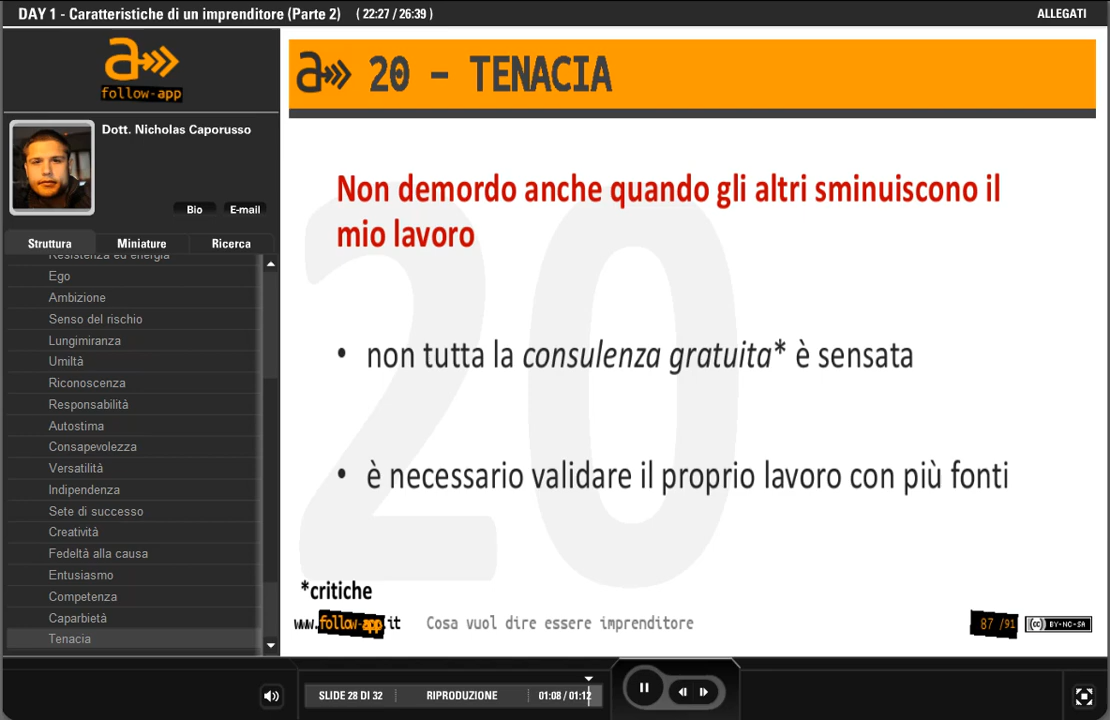 DAY 1 - Caratteristiche di un imprenditore (Parte 2) ( 22:27 / 26:39 )
ALLEGATI
a
follow-app
Dott. Nicholas Caporusso
Bio
E-mail
Struttura
Miniature
Ricerca
Resistenza ed energia
Ego
Ambizione
Senso del rischio
Lungimiranza
Umiltà
Riconoscenza
Responsabilità
Autostima
Consapevolezza
Versatilità
Indipendenza
Sete di successo
Creatività
Fedeltà alla causa
Entusiasmo
Competenza
Caparbietà
Tenacia
a 20 - TENACIA
20
Non demordo anche quando gli altri sminuiscono il
mio lavoro
• non tutta la consulenza gratuita* è sensata
• è necessario validare il proprio lavoro con più fonti
*critiche
www.follow-app.it
Cosa vuol dire essere imprenditore
87 /91
cc BY-NC-SA
SLIDE 28 DI 32
RIPRODUZIONE
01:08 / 01:12